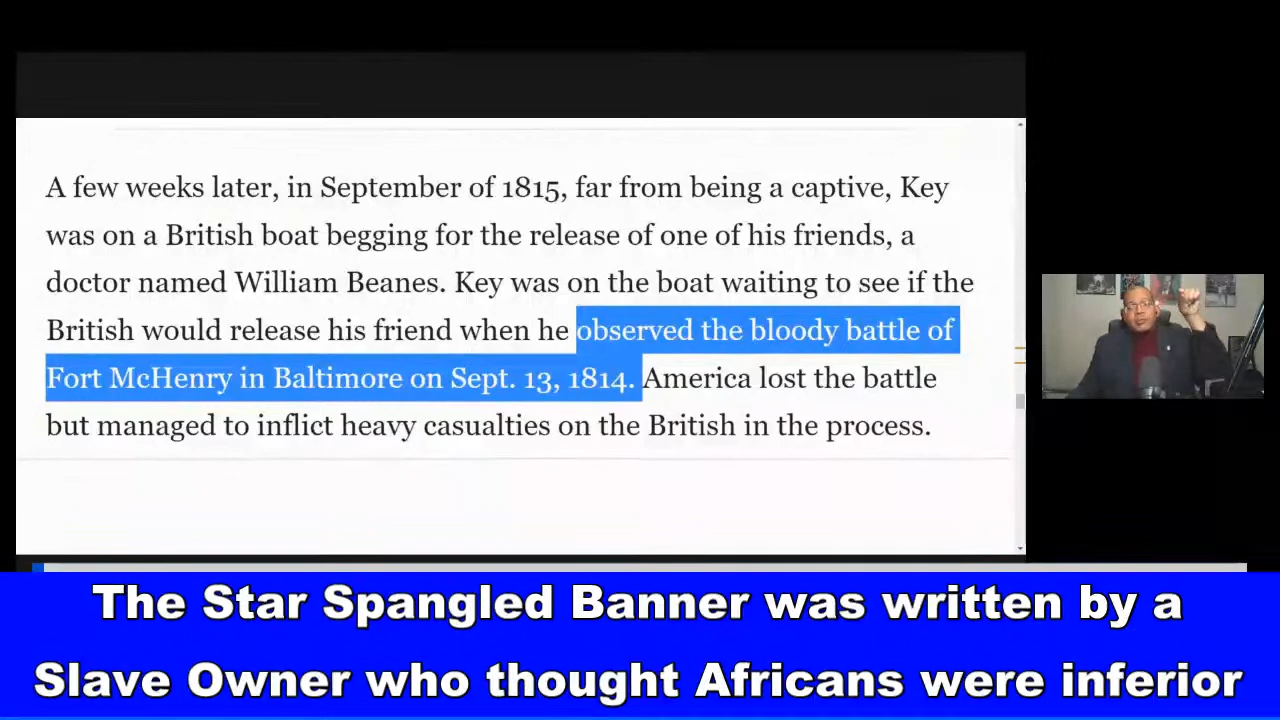 A few weeks later, in September of 1815, far from being a captive, Key
was on a British boat begging for the release of one of his friends, a
doctor named William Beanes. Key was on the boat waiting to see if the
British would release his friend when he observed the bloody battle of
Fort McHenry in Baltimore on Sept. 13, 1814. America lost the battle
but managed to inflict heavy casualties on the British in the process.
The Star Spangled Banner was written by a
Slave Owner who thought Africans were inferior